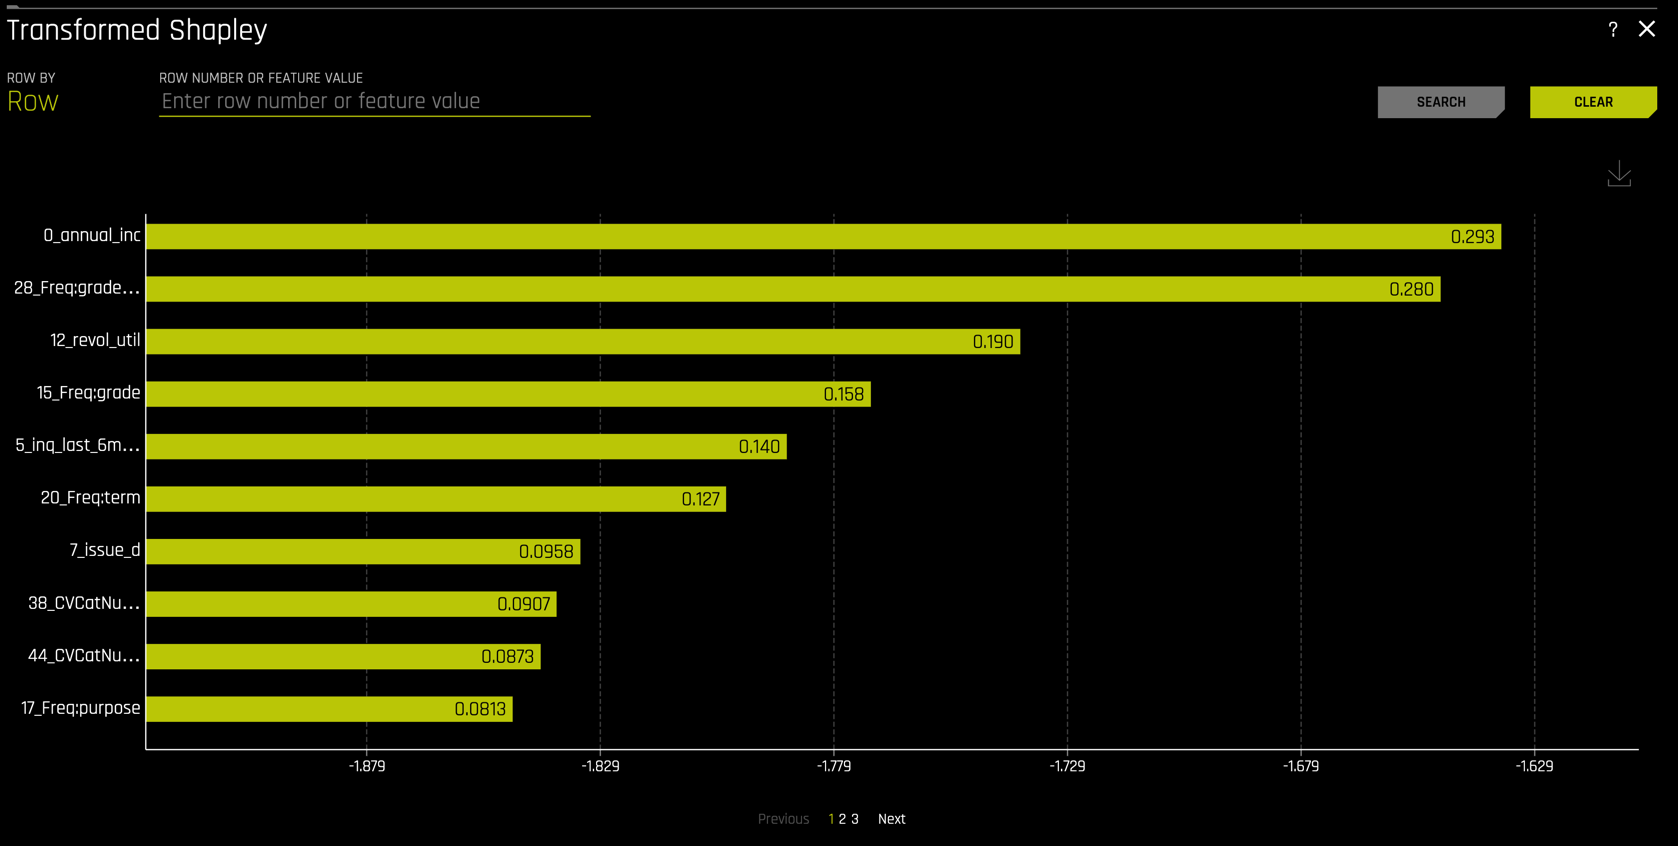 Transformed Shapley
?
ROW BY
ROW NUMBER OR FEATURE VALUE
Row
Enter row number or feature value
SEARCH
CLEAR
0_annual_inc
0.293
28_Freq:grade...
0.280
12_revol_util
0.190
15_Freq:grade
0.158
5_inq_last_6m...
0.140
20_Freq:term
0.127
7_issue_d
0.0958
38_CVCatNu...
0.0907
44_CVCatNu...
0.0873
17_Freq:purpose
0.0813
-1.879
-1.829
-1.779
-1.729
-1.679
-1.629
Previous 1 2 3 Next